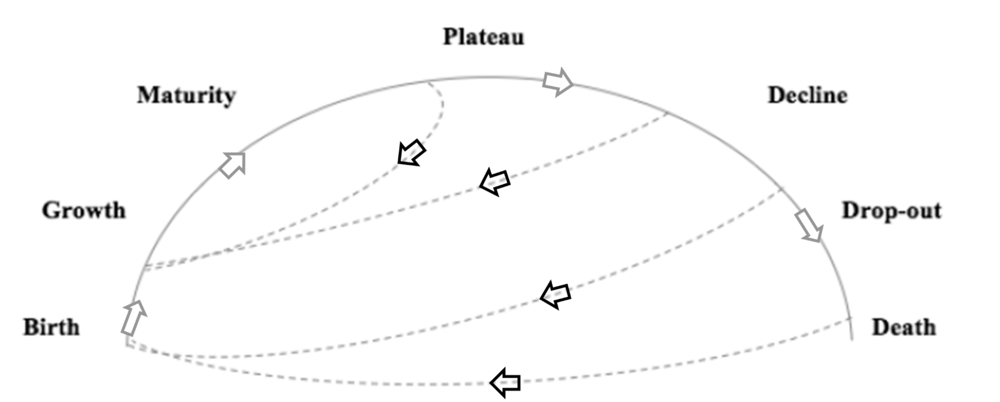 Plateau
Maturity
Decline
Growth
Drop-out
Birth
Death